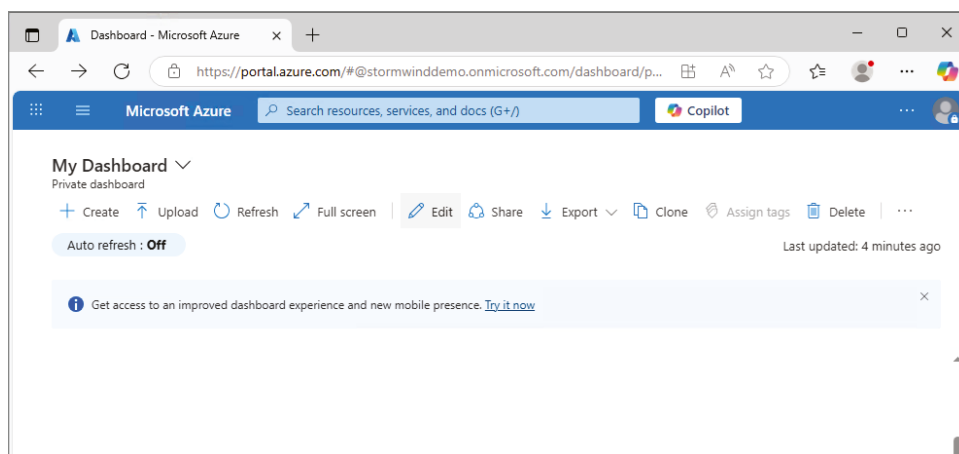 Dashboard - Microsoft Azure
https://portal.azure.com/#@stormwinddemo.onmicrosoft.com/dashboard/p...
Microsoft Azure Search resources, services, and docs (G+/) Copilot
My Dashboard
Private dashboard
Create Upload Refresh Full screen Edit Share Export Clone Assign tags Delete
Auto refresh : Off Last updated: 4 minutes ago
Get access to an improved dashboard experience and new mobile presence. Try it now